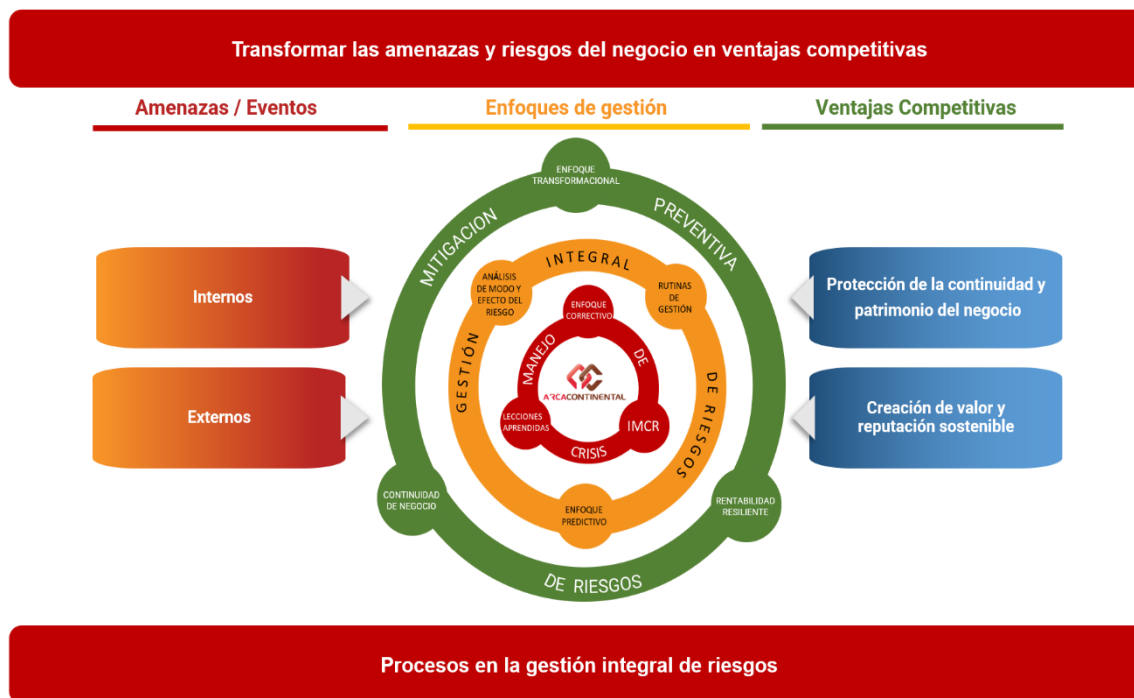 Transformar las amenazas y riesgos del negocio en ventajas competitivas
Amenazas / Eventos
Enfoques de gestión
Ventajas Competitivas
Internos
Externos
MITIGACION PREVENTIVA DE RIESGOS
ENFOQUE
TRANSFORMACIONAL
CONTINUIDAD
DE NEGOCIO
RENTABILIDAD
RESILIENTE
GESTIÓN INTEGRAL DE RIESGOS
ANÁLISIS
DE MODO Y
EFECTO DEL
RIESGO
RUTINAS
DE
GESTIÓN
ENFOQUE
PREDICTIVO
MANEJO DE CRISIS
ENFOQUE
CORRECTIVO
LECCIONES
APRENDIDAS
IMCR
ARCACONTINENTAL
Protección de la continuidad y
patrimonio del negocio
Creación de valor y
reputación sostenible
Procesos en la gestión integral de riesgos